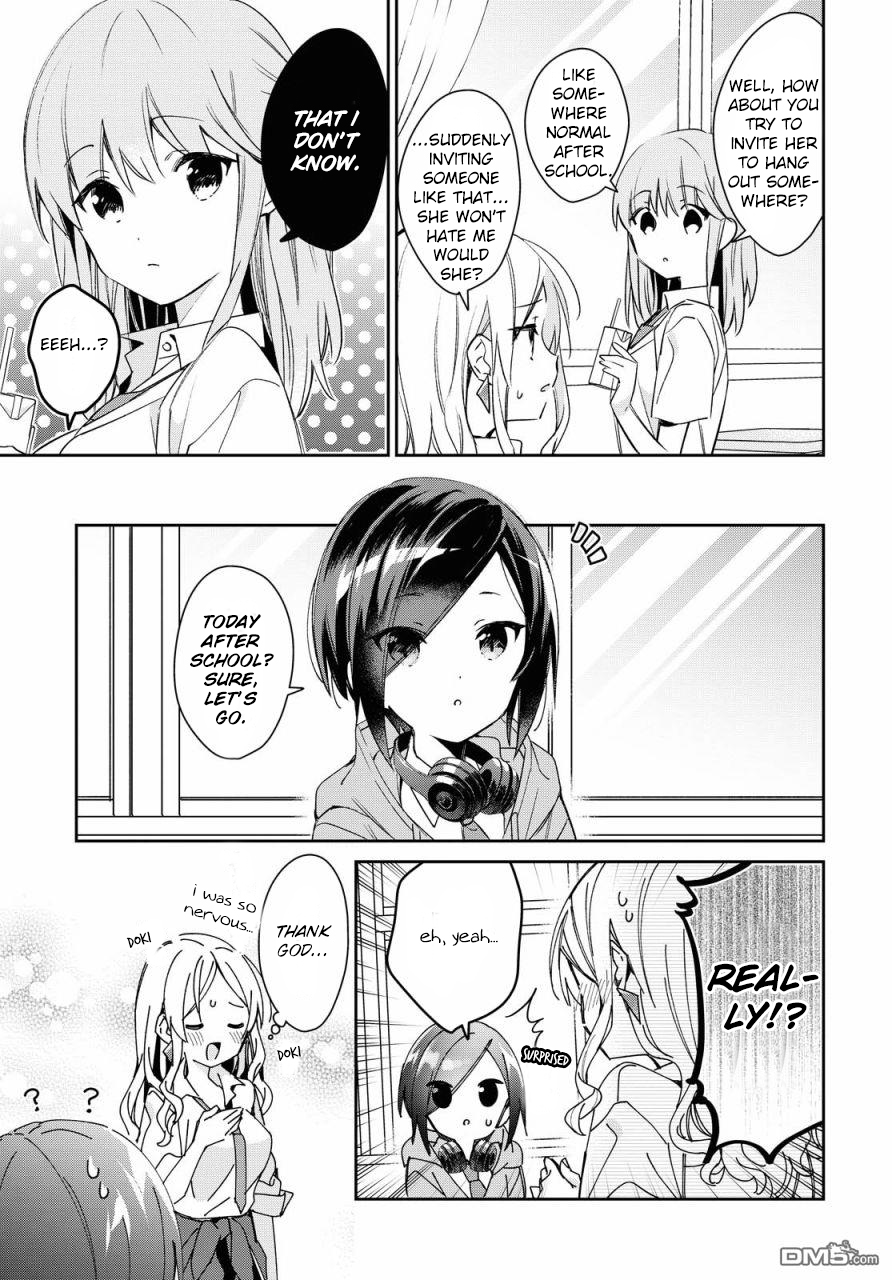 WELL, HOW
ABOUT YOU
TRY TO
INVITE HER
TO HANG
OUT SOME-
WHERE?
LIKE
SOME-
WHERE
NORMAL
AFTER
SCHOOL.
...SUDDENLY
INVITING
SOMEONE
LIKE THAT...
SHE WON'T
HATE ME
WOULD
SHE?
THAT I
DON'T
KNOW.
EEEH...?
TODAY
AFTER
SCHOOL?
SURE,
LET'S
GO.
REAL-
LY!?
eh, yeah...
SURPRISED
THANK
GOD...
i was so
nervous...
DOKI
DOKI
? ?
DM5.com